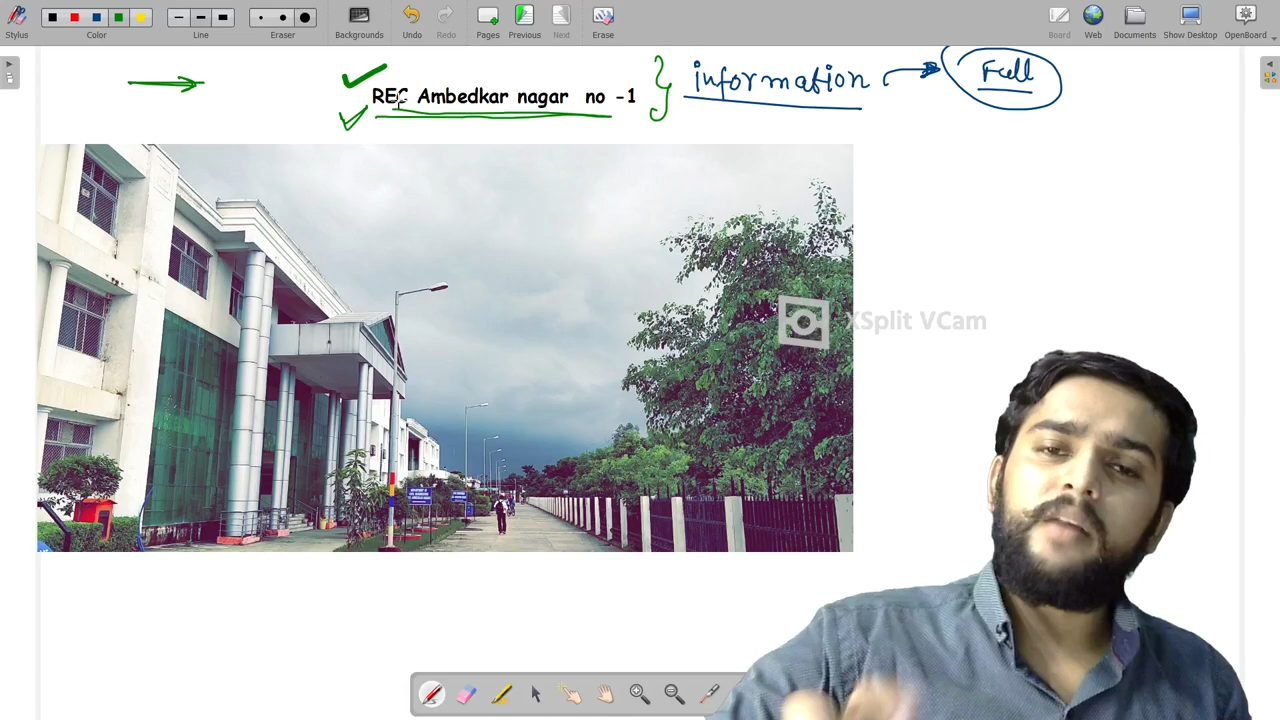 Stylus
Color
Line
Eraser
Backgrounds
Undo
Redo
Pages
Previous
Next
Erase
Board
Web
Documents
Show Desktop
OpenBoard
REC Ambedkar nagar no -1
information
Full
XSplit VCam